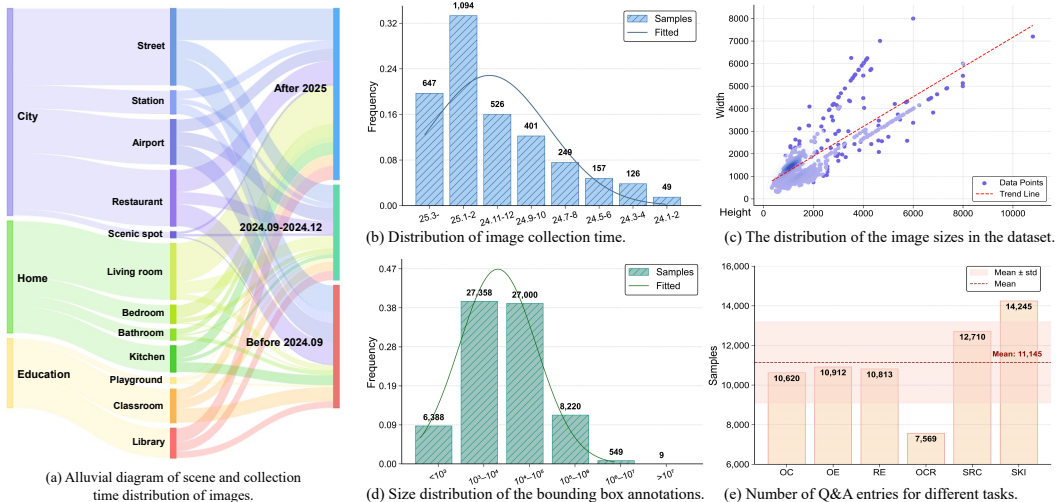 City
Home
Education
Street
Station
Airport
Restaurant
Scenic spot
Living room
Bedroom
Bathroom
Kitchen
Playground
Classroom
Library
After 2025
2024.09-2024.12
Before 2024.09
(a) Alluvial diagram of scene and collection
time distribution of images.
Frequency
0.32
0.24
0.16
0.08
0.00
647
1,094
526
401
249
157
126
49
Samples
Fitted
25.3-
25.1-2
24.11-12
24.9-10
24.7-8
24.5-6
24.3-4
24.1-2
(b) Distribution of image collection time.
Width
8000
7000
6000
5000
4000
3000
2000
1000
0
Data Points
Trend Line
Height
0
2000
4000
6000
8000
10000
(c) The distribution of the image sizes in the dataset.
Frequency
0.47
0.38
0.28
0.19
0.09
0.00
6,388
27,358
27,000
8,220
549
9
Samples
Fitted
<10³
10³–10⁴
10⁴–10⁵
10⁵–10⁶
10⁶–10⁷
>10⁷
(d) Size distribution of the bounding box annotations.
Samples
16,000
14,000
12,000
10,000
8,000
6,000
Mean ± std
Mean
Mean: 11,145
10,620
10,912
10,813
7,569
12,710
14,245
OC
OE
RE
OCR
SRC
SKI
(e) Number of Q&A entries for different tasks.